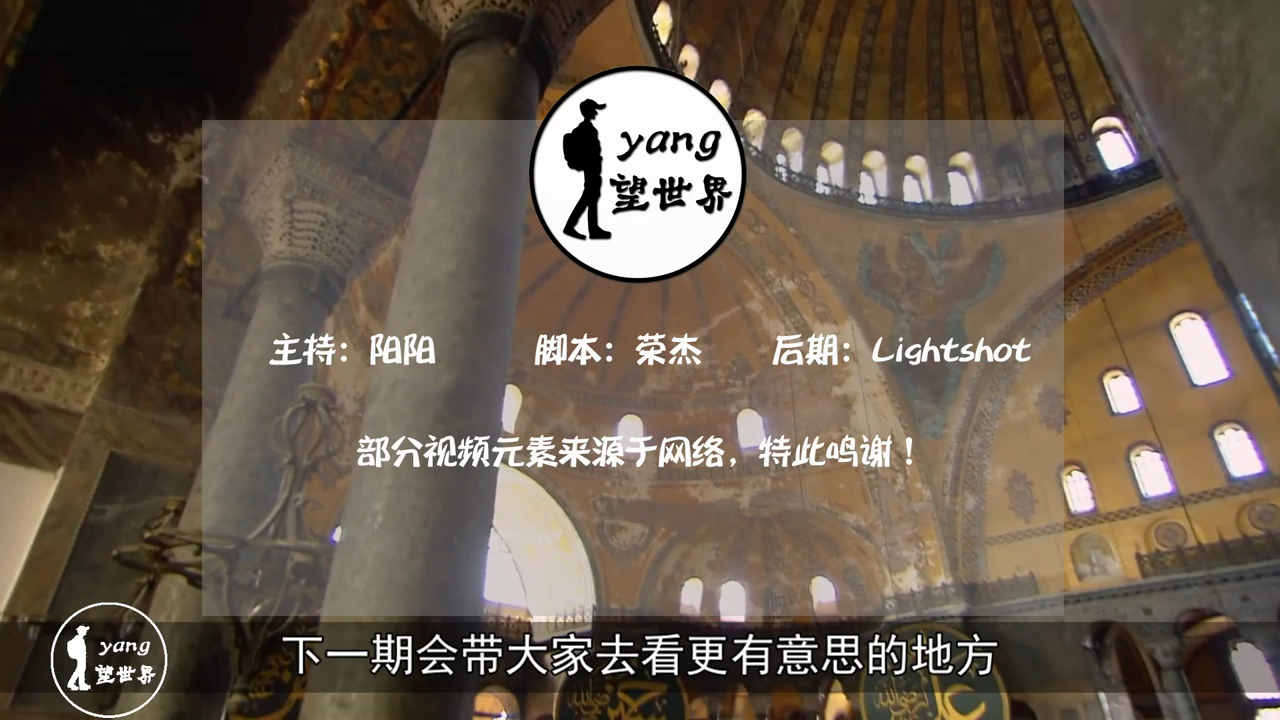 yang
望世界
主持：阳阳 脚本：荣杰 后期：Lightshot
部分视频元素来源于网络，特此鸣谢！
下一期会带大家去看更有意思的地方
yang
望世界